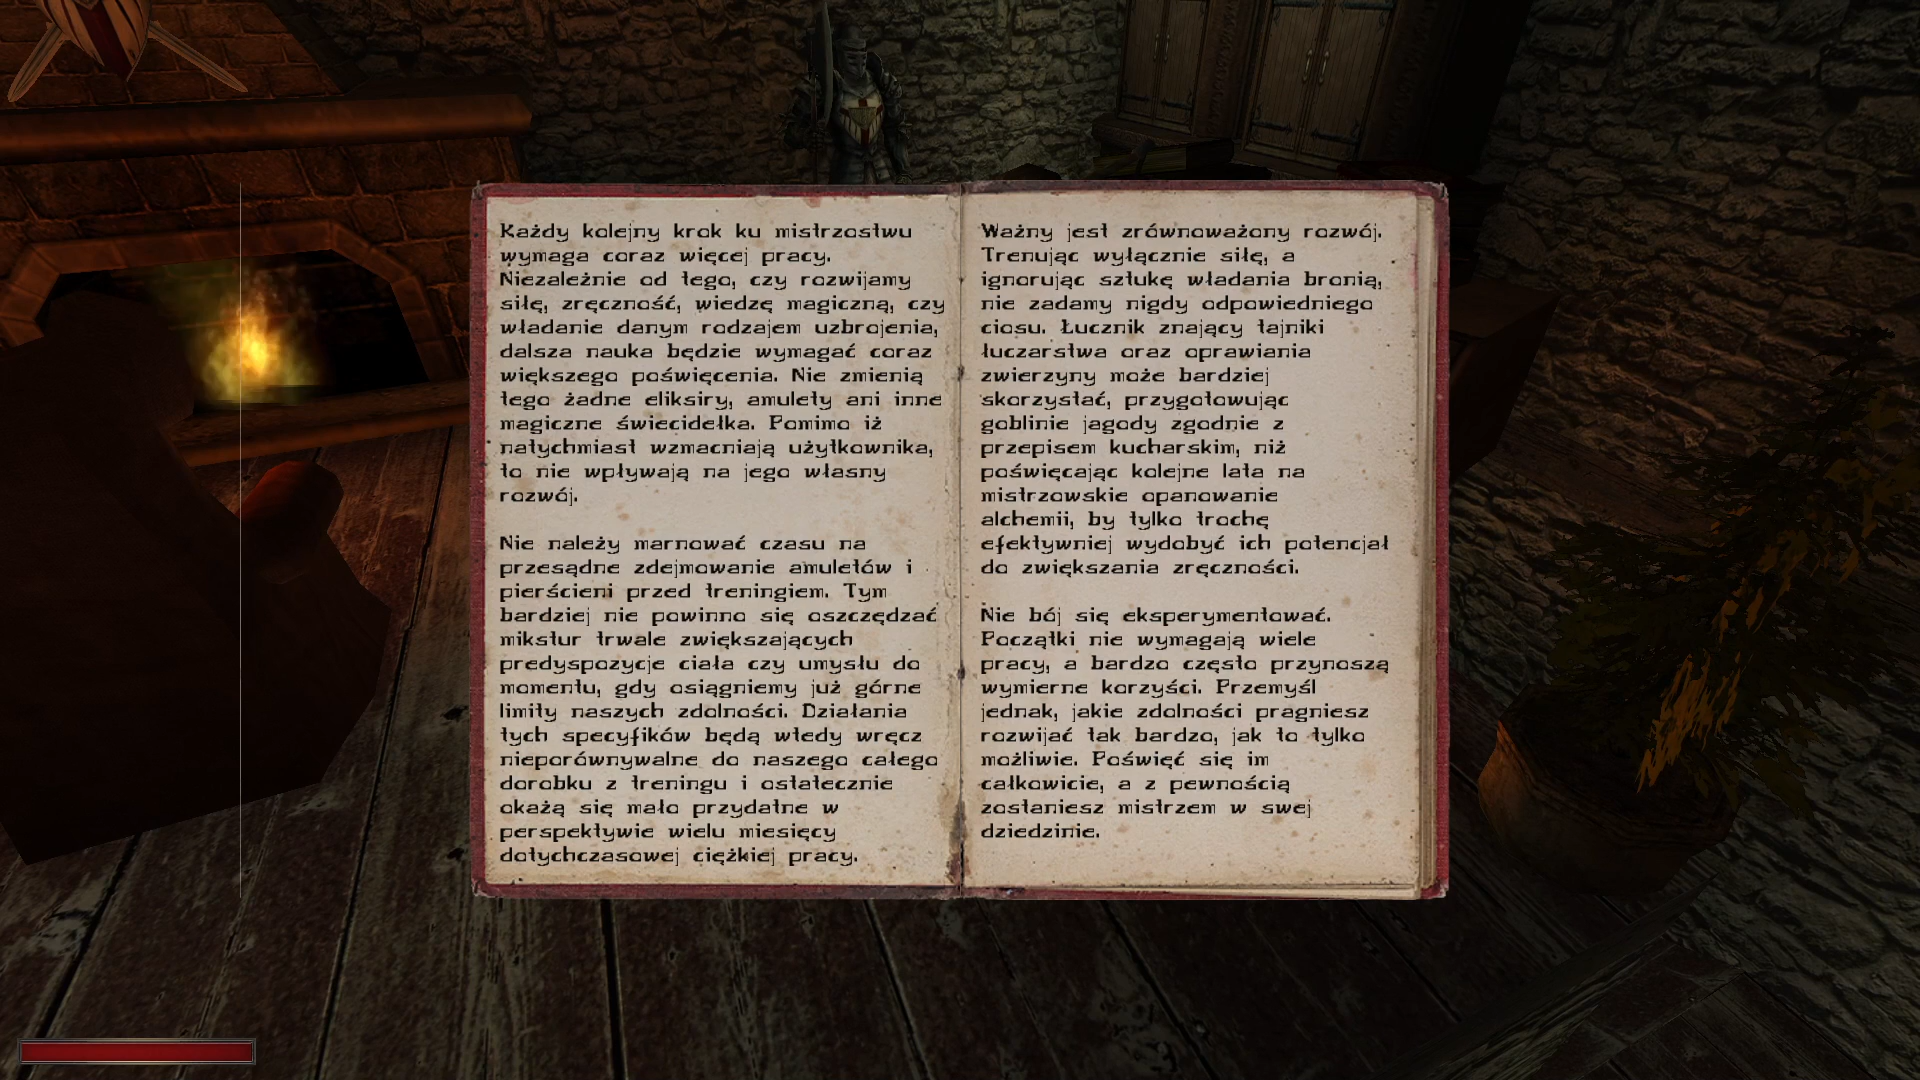 Każdy kolejny krok ku mistrzostwu
wymaga coraz więcej pracy.
Niezależnie od tego, czy rozwijamy
siłę, zręczność, wiedzę magiczną, czy
władanie danym rodzajem uzbrojenia,
dalsza nauka będzie wymagać coraz
większego poświęcenia. Nie zmienią
tego żadne eliksiry, amulety ani inne
magiczne świecidełka. Pomimo iż
natychmiast wzmacniają użytkownika,
to nie wpływają na jego własny
rozwój.
Nie należy marnować czasu na
przesądne zdejmowanie amuletów i
pierścieni przed treningiem. Tym
bardziej nie powinno się oszczędzać
mikstur trwale zwiększających
predyspozycje ciała czy umysłu do
momentu, gdy osiągniemy już górne
limity naszych zdolności. Działania
tych specyfików będą wtedy wręcz
nieporównywalne do naszego całego
dorobku z treningu i ostatecznie
okażą się mało przydatne w
perspektywie wielu miesięcy
dotychczasowej ciężkiej pracy.
Ważny jest zrównoważony rozwój.
Trenując wyłącznie siłę, a
ignorując sztukę władania bronią,
nie zadamy nigdy odpowiedniego
ciosu. Łucznik znający tajniki
łuczarstwa oraz oprawiania
zwierzyny może bardziej
skorzystać, przygotowując
goblinie jagody zgodnie z
przepisem kucharskim, niż
poświęcając kolejne lata na
mistrzowskie opanowanie
alchemii, by tylko trochę
efektywniej wydobyć ich potencjał
do zwiększania zręczności.
Nie bój się eksperymentować.
Początki nie wymagają wiele
pracy, a bardzo często przynoszą
wymierne korzyści. Przemyśl
jednak, jakie zdolności pragniesz
rozwijać tak bardzo, jak to tylko
możliwie. Poświęć się im
całkowicie, a z pewnością
zostaniesz mistrzem w swej
dziedzinie.